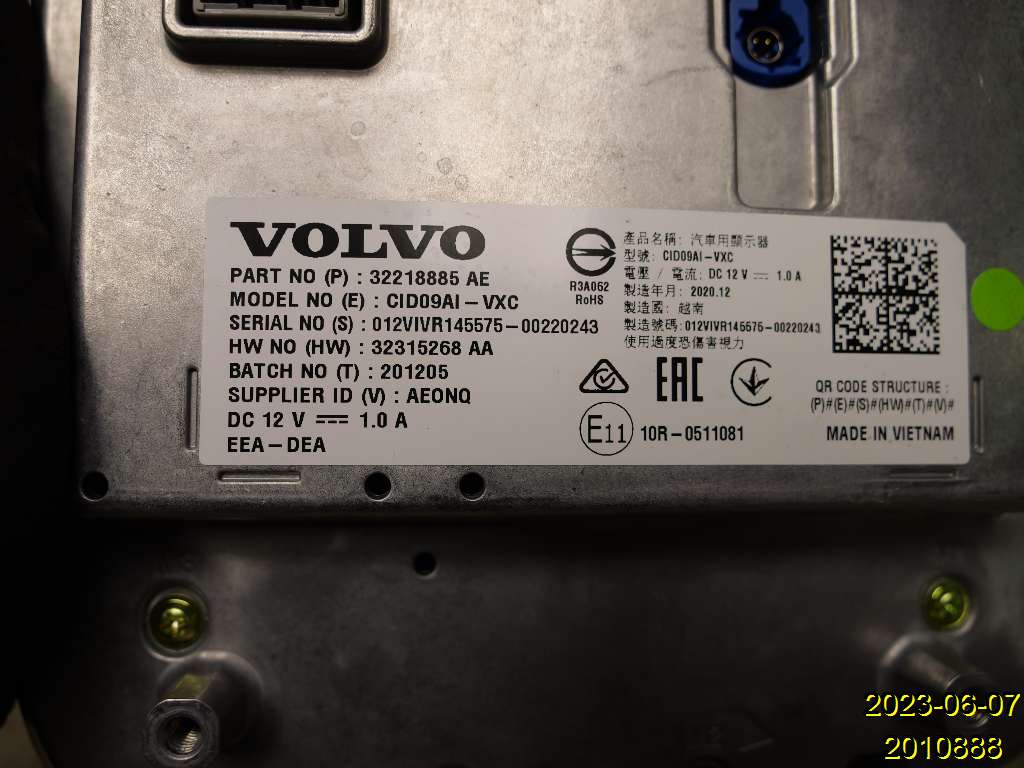 VOLVO
PART NO (P) : 32218885 AE
MODEL NO (E) : CID09AI-VXC
SERIAL NO (S) : 012VIVR145575-00220243
HW NO (HW) : 32315268 AA
BATCH NO (T) : 201205
SUPPLIER ID (V) : AEONQ
DC 12 V ⎓ 1.0 A
EEA-DEA
R3A062
RoHS
產品名稱: 汽車用顯示器
型號: CID09AI-VXC
電壓 / 電流: DC 12 V ⎓ 1.0 A
製造年月: 2020.12
製造國: 越南
製造號碼: 012VIVR145575-00220243
使用過度恐傷害視力
EAC
E11 10R-0511081
QR CODE STRUCTURE :
(P)#(E)#(S)#(HW)#(T)#(V)#
MADE IN VIETNAM
2023-06-07
2010888